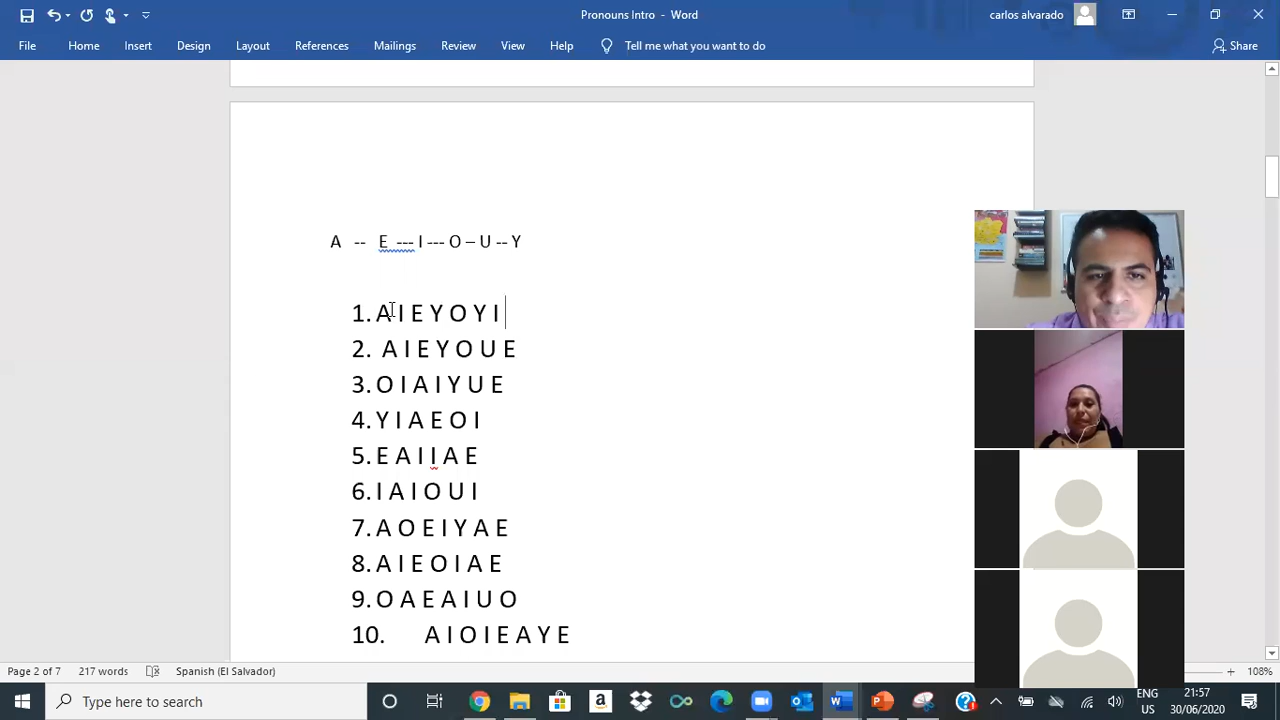 Pronouns Intro - Word
carlos alvarado
File Home Insert Design Layout References Mailings Review View Help Tell me what you want to do Share
A -- E --- I --- O – U -- Y
1. A I E Y O Y I
2. A I E Y O U E
3. O I A I Y U E
4. Y I A E O I
5. E A I I A E
6. I A I O U I
7. A O E I Y A E
8. A I E O I A E
9. O A E A I U O
10. A I O I E A Y E
Page 2 of 7 217 words Spanish (El Salvador) 108%
Type here to search
ENG 21:57
US 30/06/2020